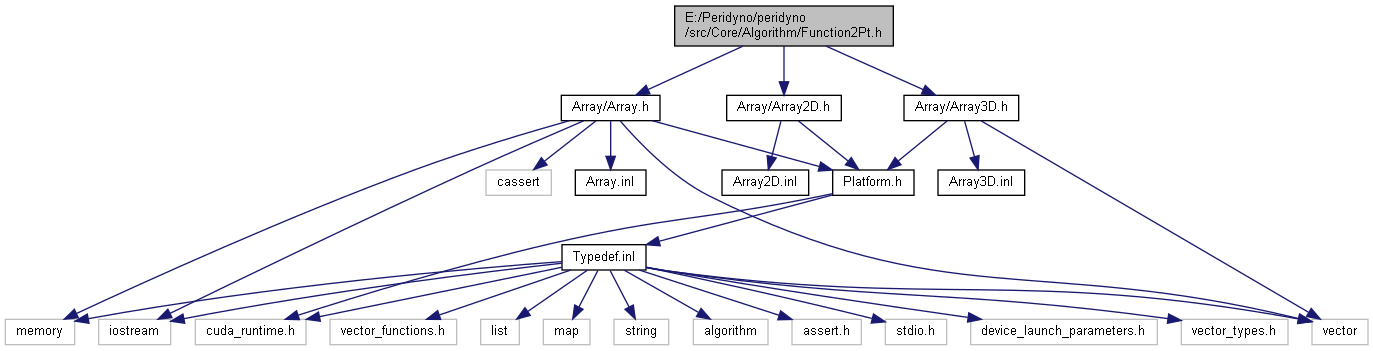 E:/Peridyno/peridyno
/src/Core/Algorithm/Function2Pt.h
Array/Array.h
Array/Array2D.h
Array/Array3D.h
cassert
Array.inl
Array2D.inl
Platform.h
Array3D.inl
Typedef.inl
memory
iostream
cuda_runtime.h
vector_functions.h
list
map
string
algorithm
assert.h
stdio.h
device_launch_parameters.h
vector_types.h
vector